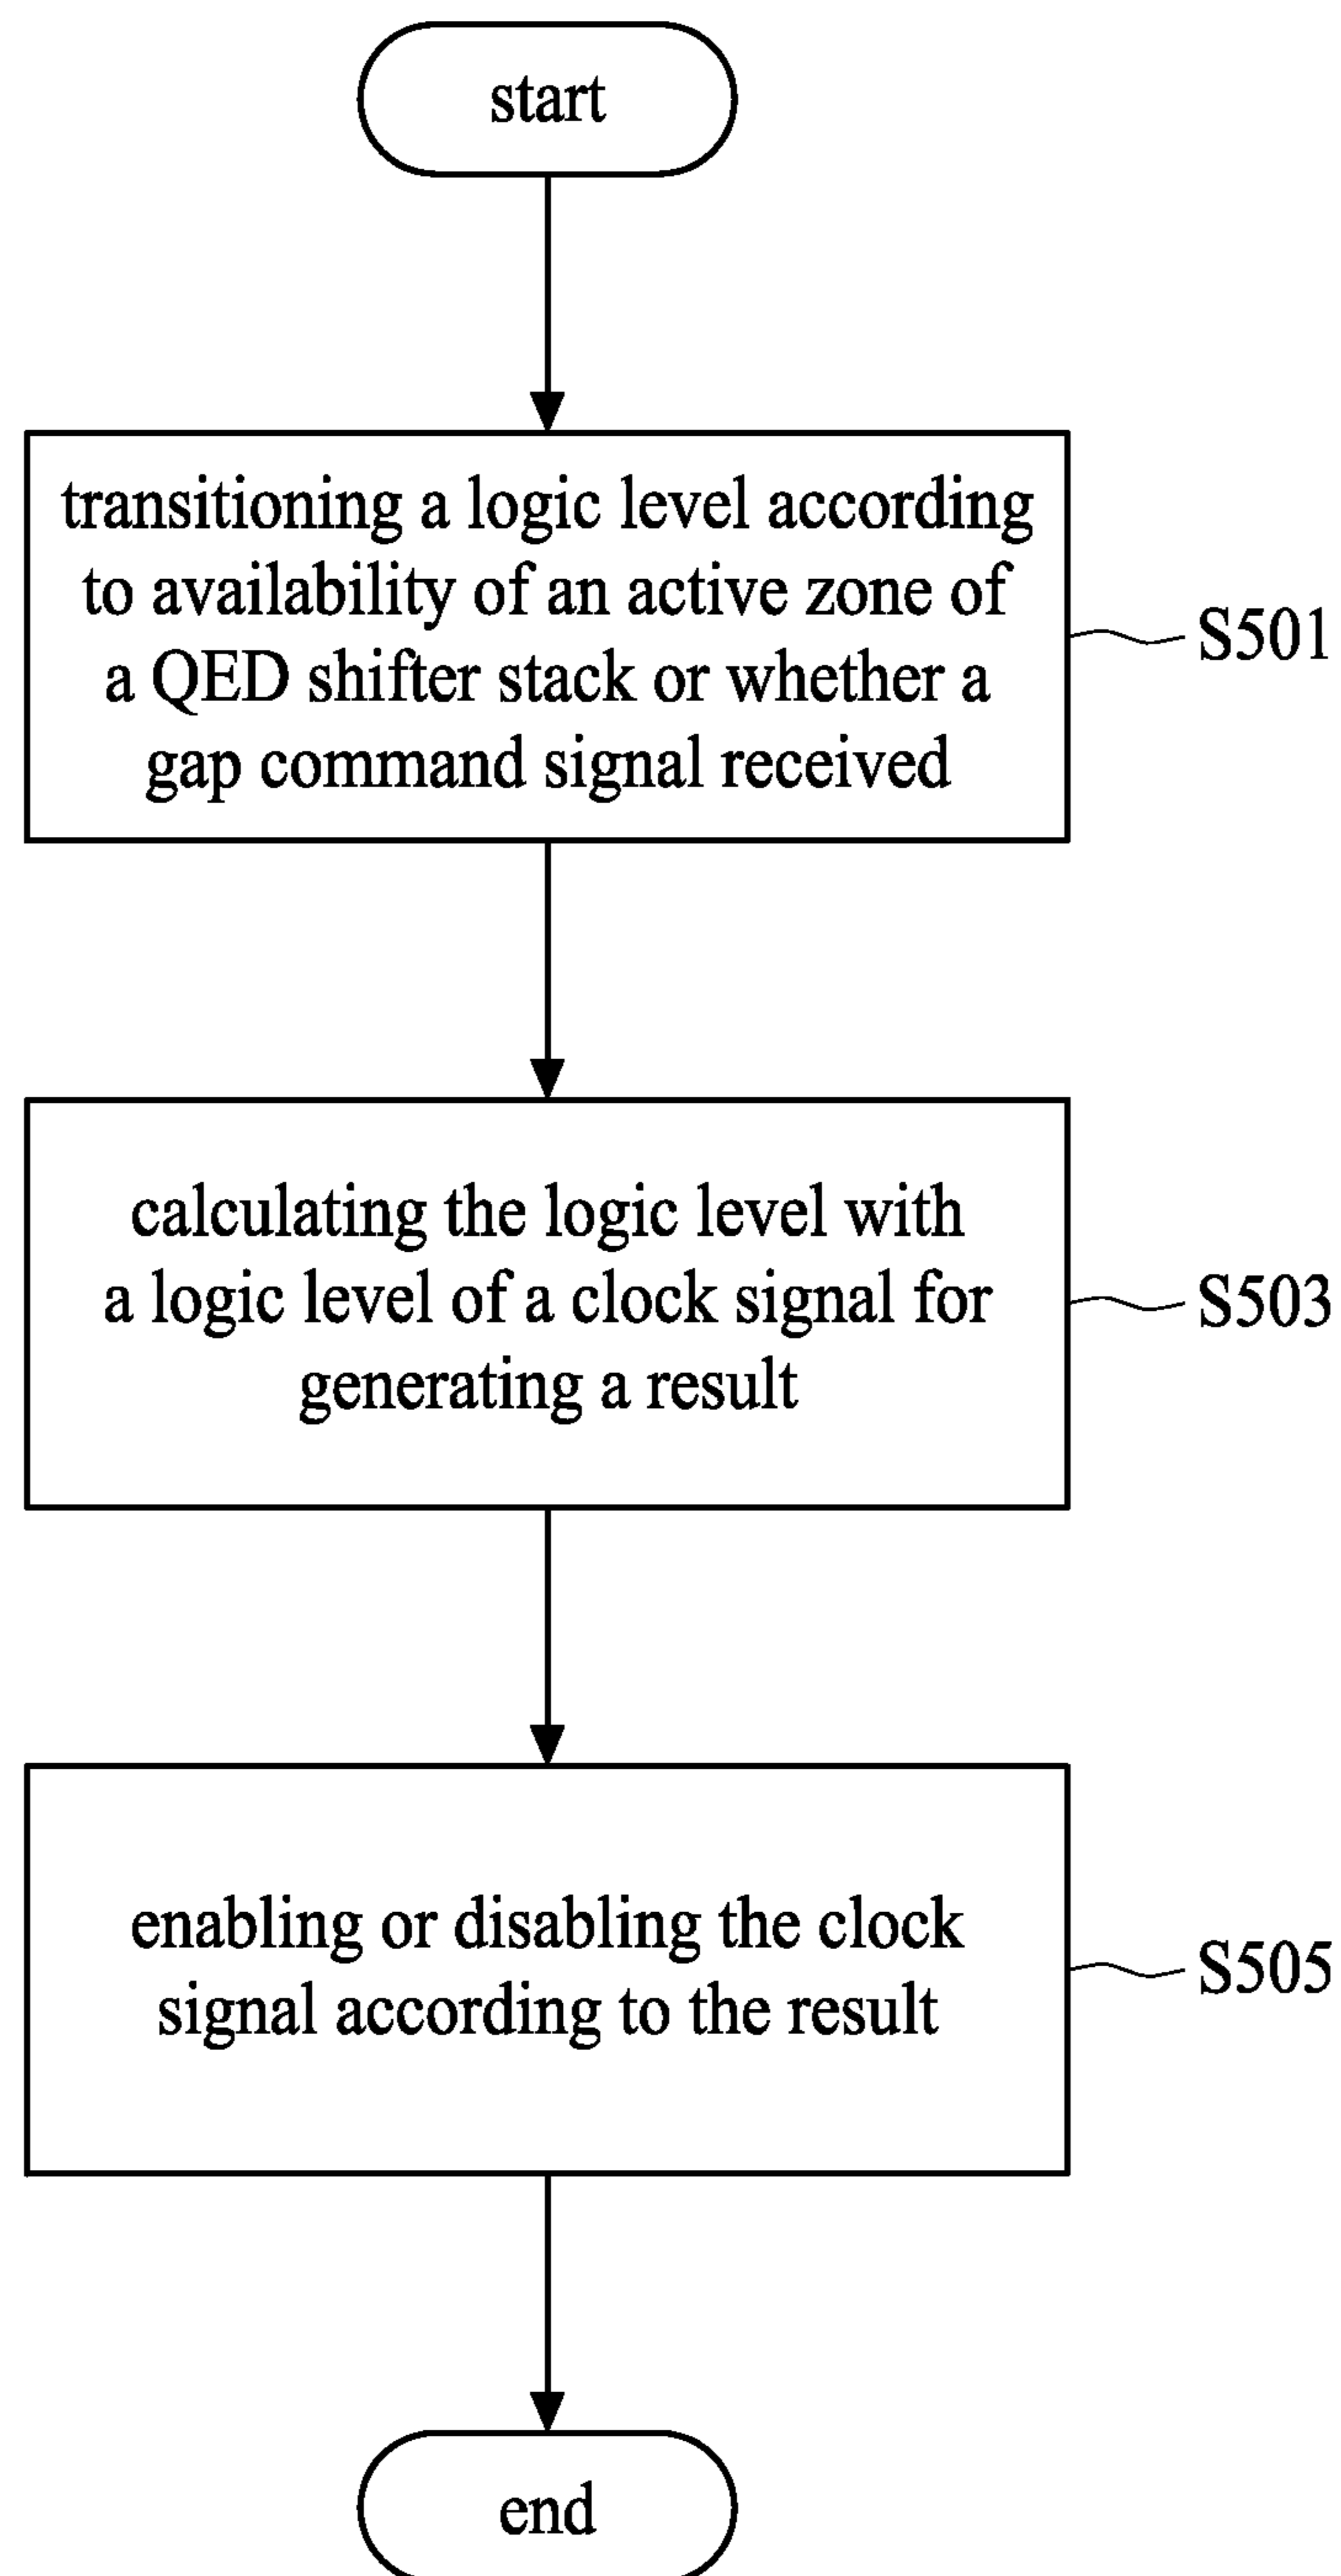 start
transitioning a logic level according
to availability of an active zone of
a QED shifter stack or whether a
gap command signal received
S501
calculating the logic level with
a logic level of a clock signal for
generating a result
S503
enabling or disabling the clock
signal according to the result
S505
end